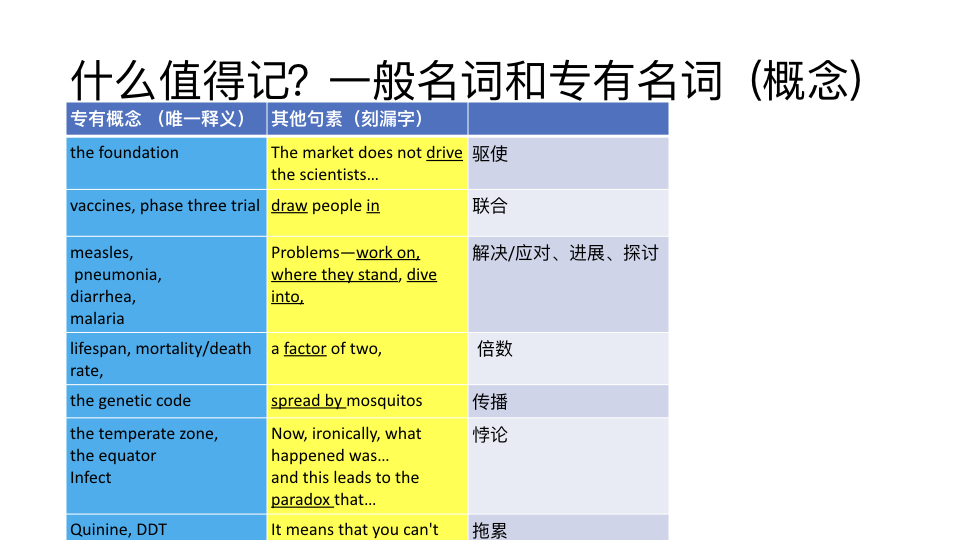 什么值得记？一般名词和专有名词（概念）
专有概念 （唯一释义）
其他句素（刻漏字）
the foundation
The market does not drive
the scientists…
驱使
vaccines, phase three trial
draw people in
联合
measles,
pneumonia,
diarrhea,
malaria
Problems—work on,
where they stand, dive
into,
解决/应对、进展、探讨
lifespan, mortality/death
rate,
a factor of two,
倍数
the genetic code
spread by mosquitos
传播
the temperate zone,
the equator
Infect
Now, ironically, what
happened was…
and this leads to the
paradox that…
悖论
Quinine, DDT
It means that you can't
拖累